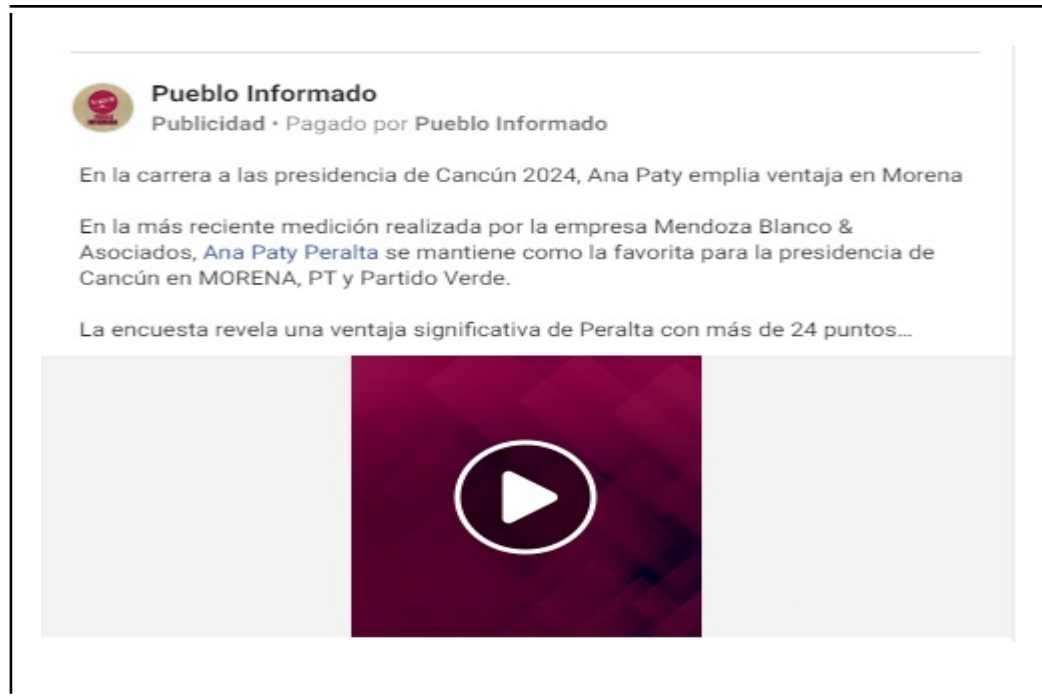 Pueblo Informado
Publicidad • Pagado por Pueblo Informado
En la carrera a las presidencia de Cancún 2024, Ana Paty emplia ventaja en Morena
En la más reciente medición realizada por la empresa Mendoza Blanco &
Asociados, Ana Paty Peralta se mantiene como la favorita para la presidencia de
Cancún en MORENA, PT y Partido Verde.
La encuesta revela una ventaja significativa de Peralta con más de 24 puntos...